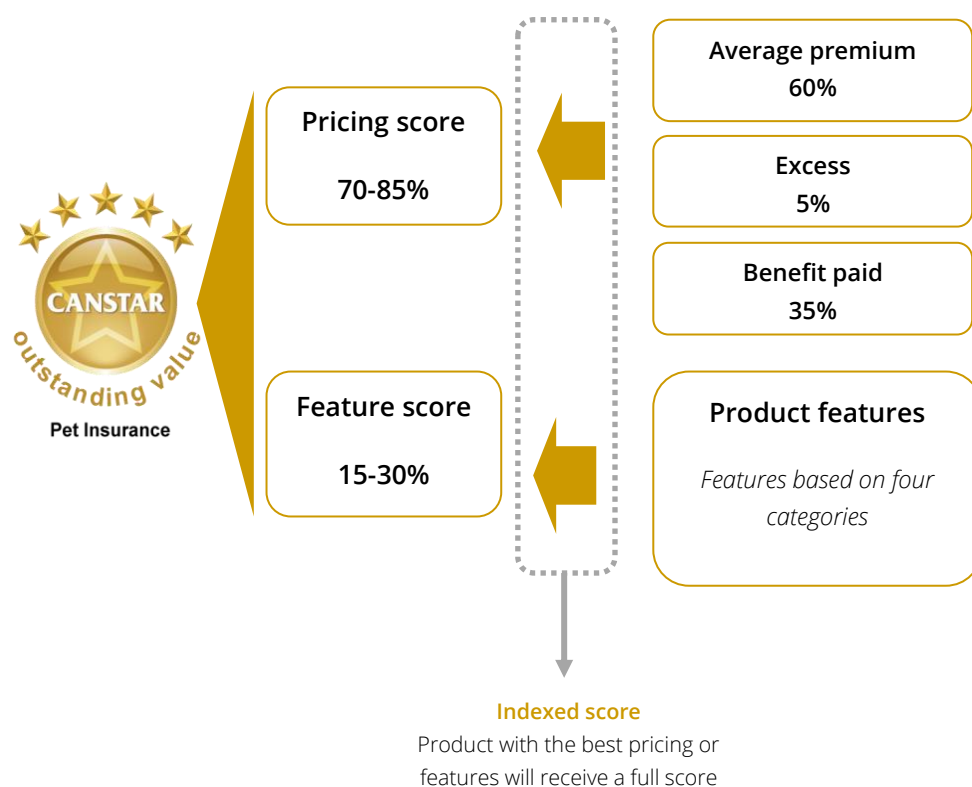 CANSTAR
outstanding value
Pet Insurance
Pricing score
70-85%
Feature score
15-30%
Average premium
60%
Excess
5%
Benefit paid
35%
Product features
Features based on four
categories
Indexed score
Product with the best pricing or
features will receive a full score